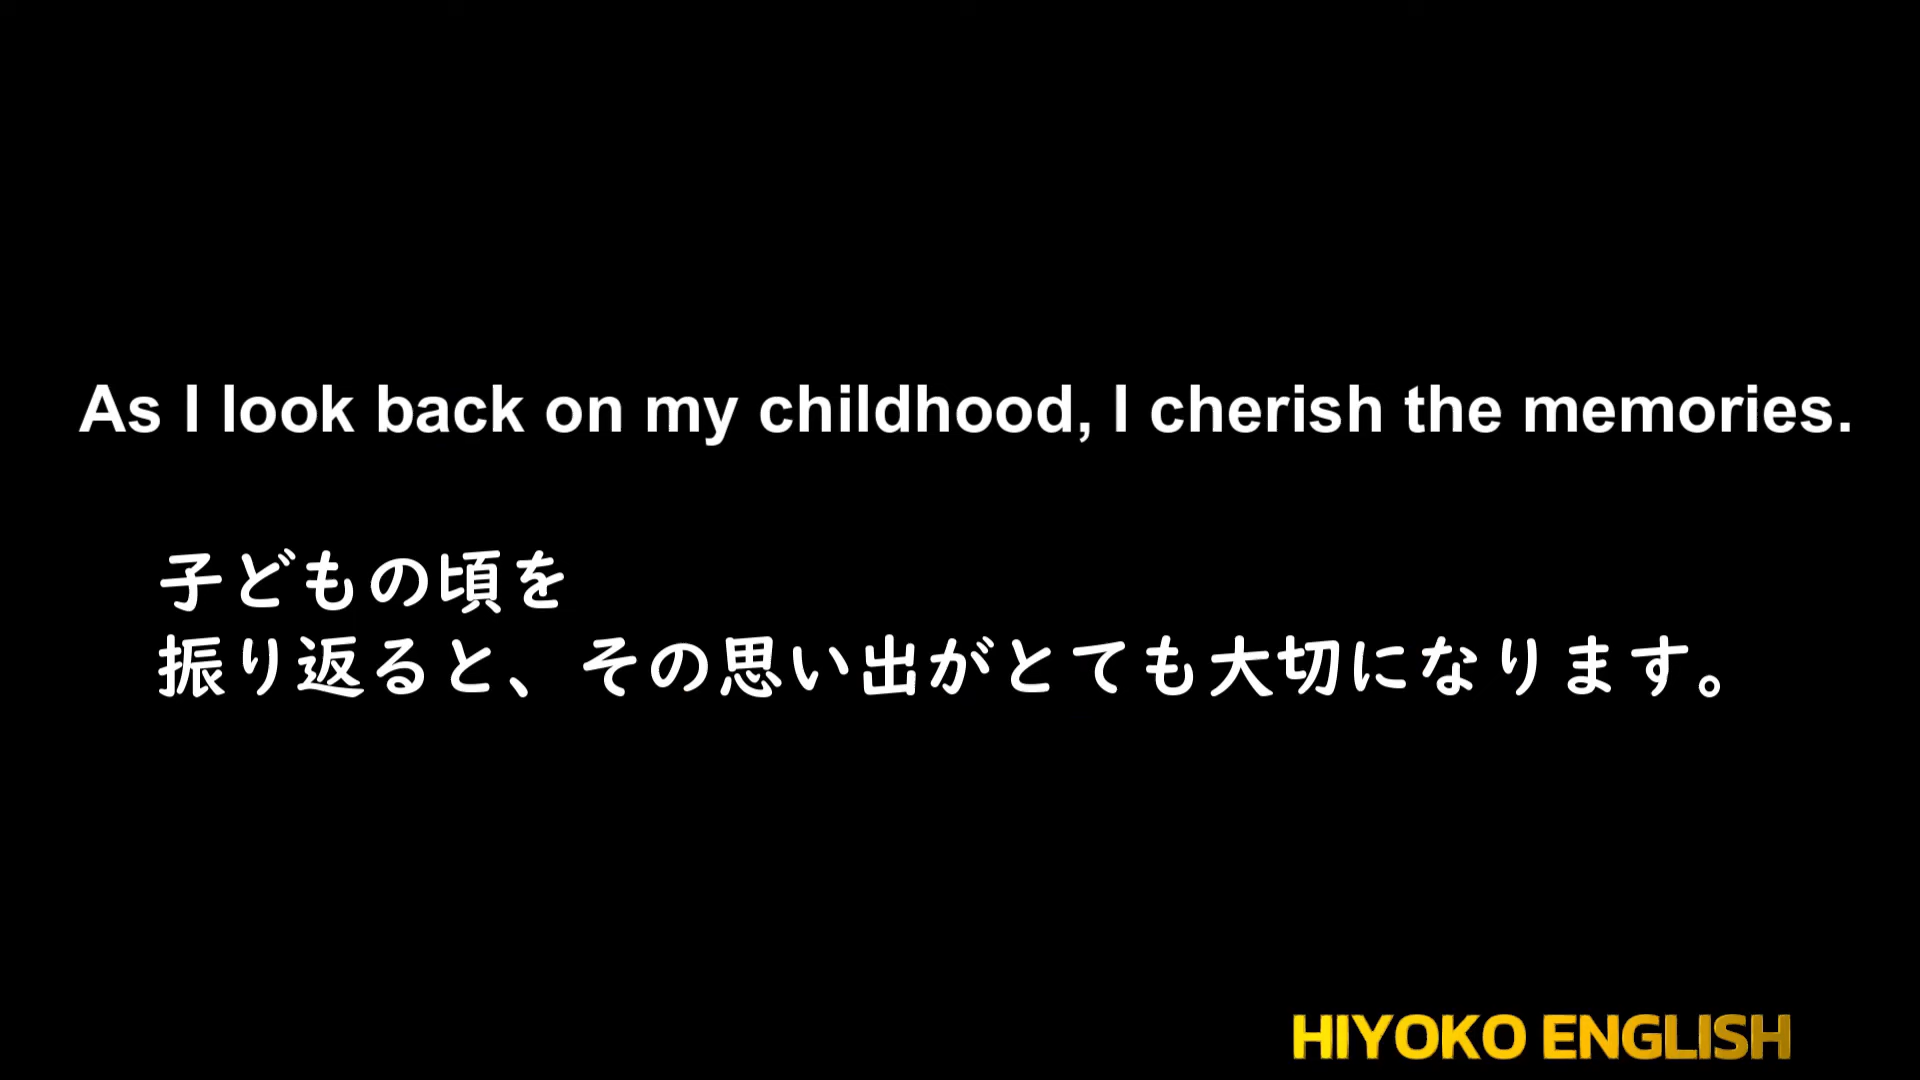 As I look back on my childhood, I cherish the memories.
子どもの頃を
振り返ると、その思い出がとても大切になります。
HIYOKO ENGLISH